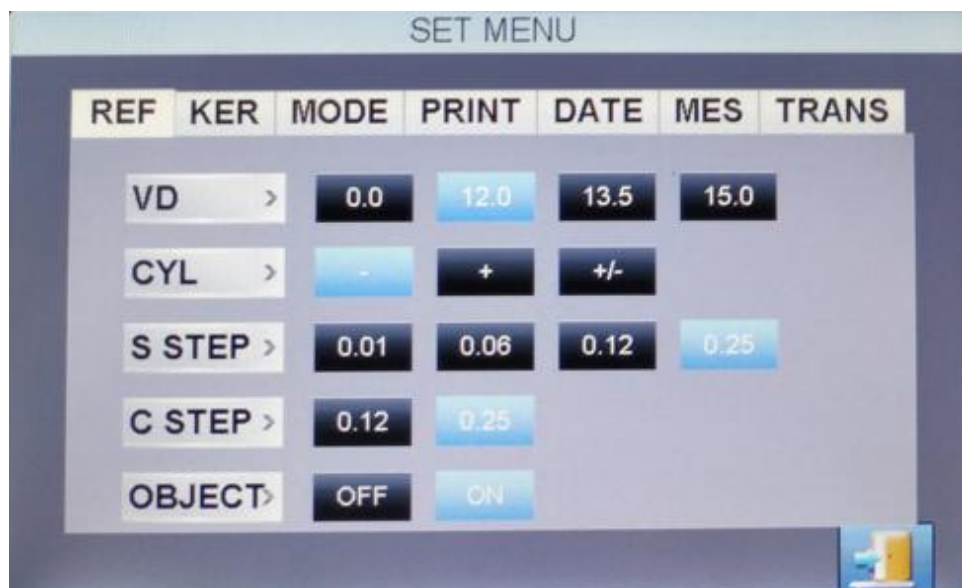 SET MENU
REF KER MODE PRINT DATE MES TRANS
VD > 0.0 12.0 13.5 15.0
CYL > - + +/-
S STEP > 0.01 0.06 0.12 0.25
C STEP > 0.12 0.25
OBJECT> OFF ON